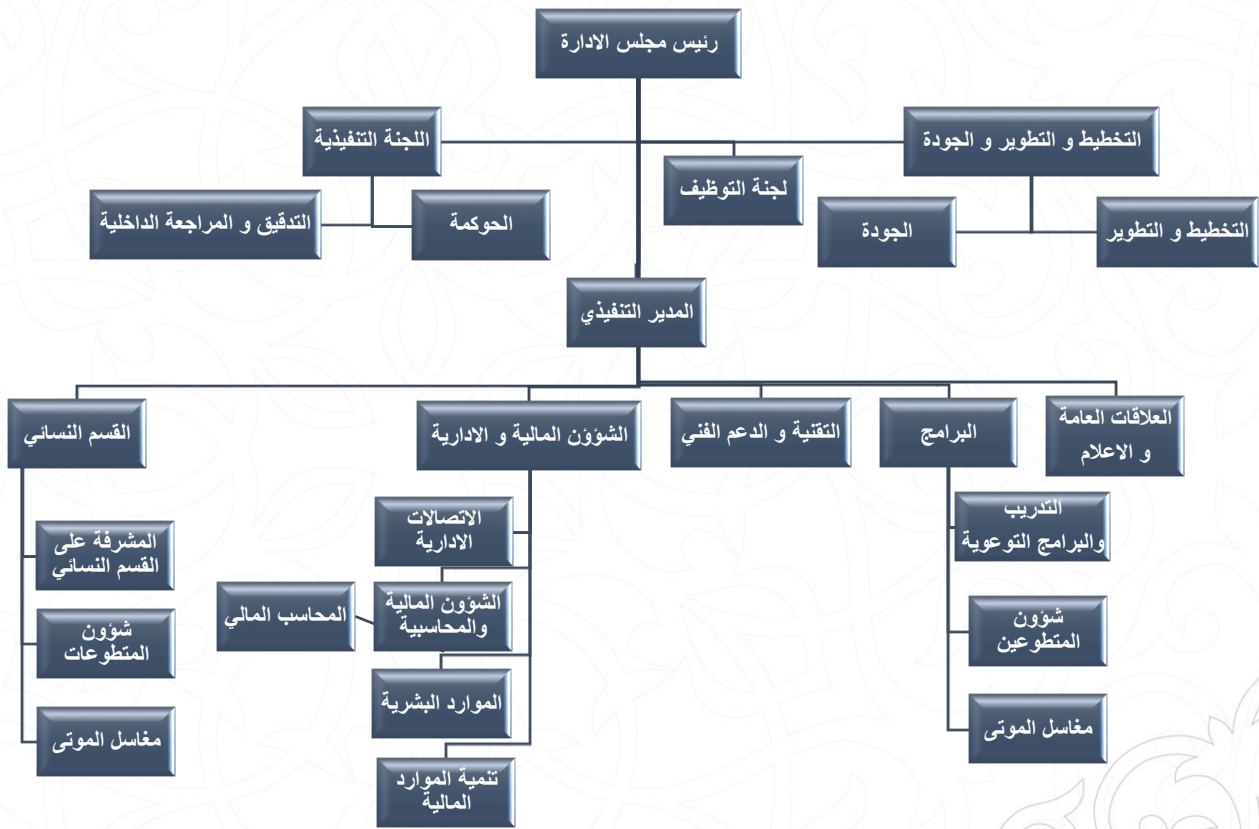 رئيس مجلس الادارة
التخطيط و التطوير و الجودة
اللجنة التنفيذية
لجنة التوظيف
التخطيط و التطوير
الجودة
الحوكمة
التدقيق و المراجعة الداخلية
المدير التنفيذي
العلاقات العامة
و الاعلام
البرامج
التقنية و الدعم الفني
الشؤؤن المالية و الادارية
القسم النسائي
التدريب
والبرامج التوعوية
شؤون
المتطوعين
مغاسل الموتى
الاتصالات
الادارية
الشؤون المالية
والمحاسبية
المحاسب المالي
الموارد البشرية
تنمية الموارد
المالية
المشرفة على
القسم النسائي
شؤون
المتطوعات
مغاسل الموتى